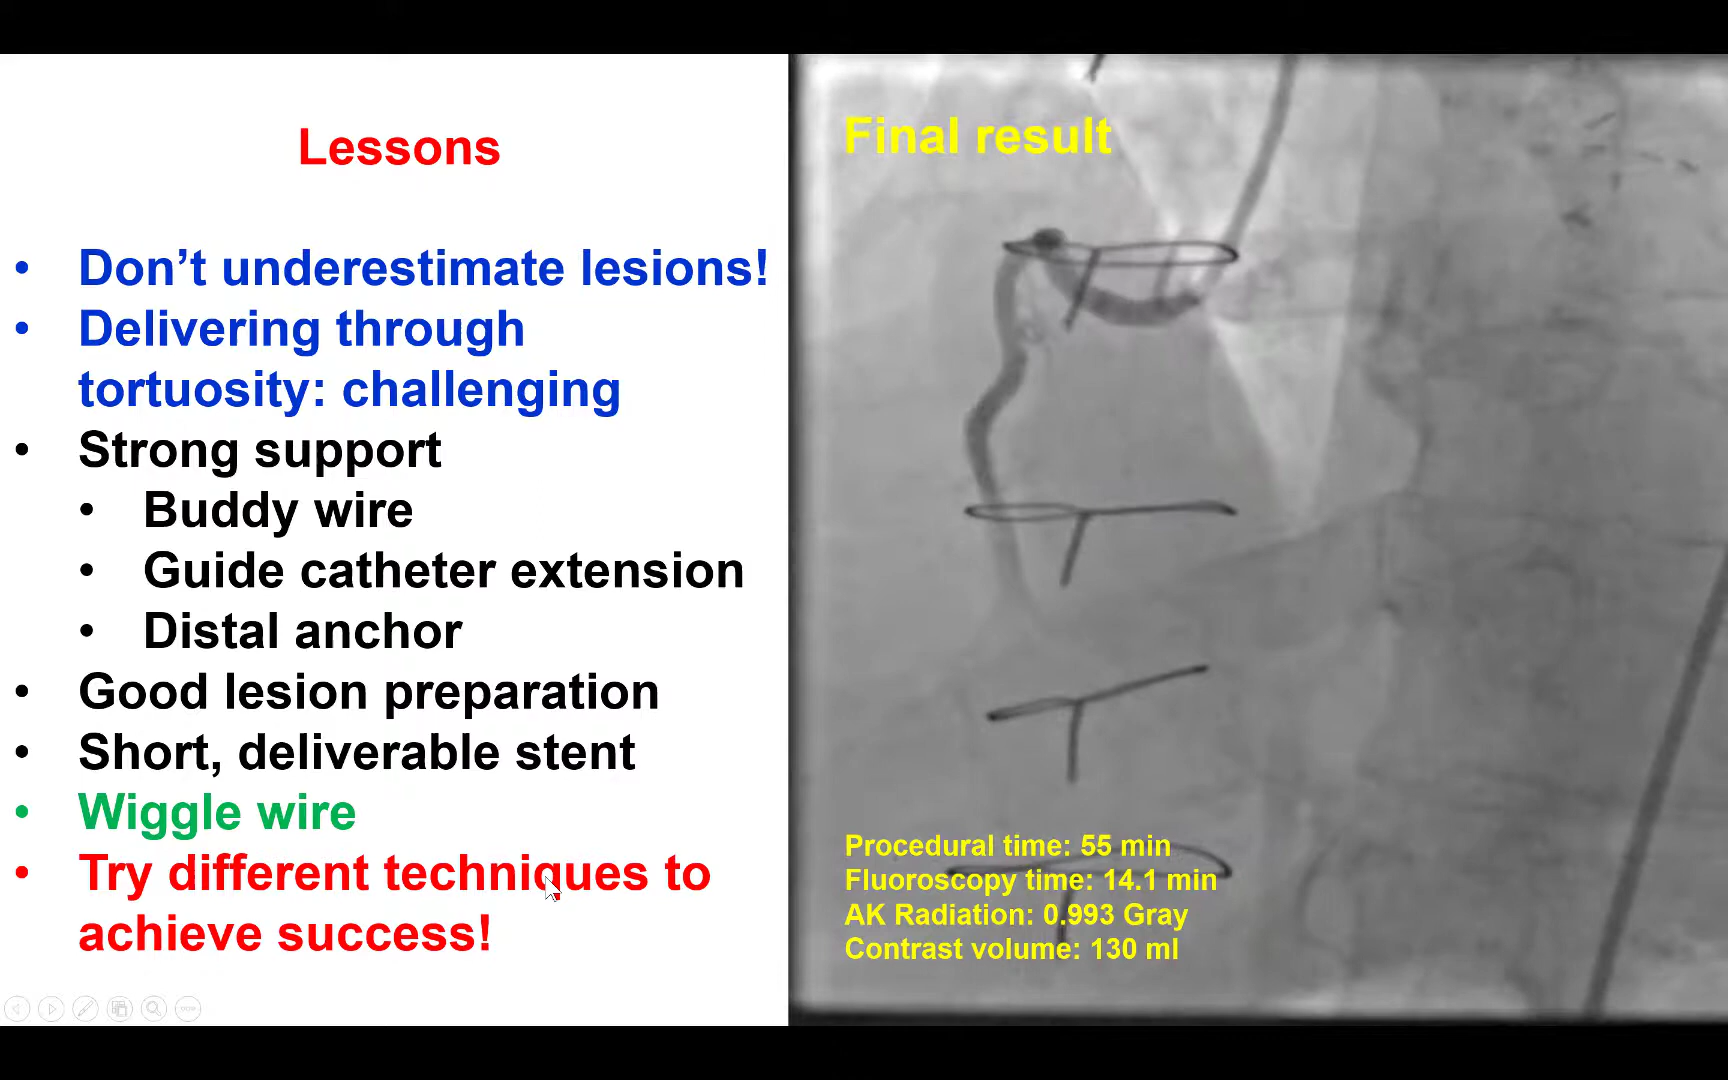 Lessons
• Don’t underestimate lesions!
• Delivering through
tortuosity: challenging
• Strong support
• Buddy wire
• Guide catheter extension
• Distal anchor
• Good lesion preparation
• Short, deliverable stent
• Wiggle wire
• Try different techniques to
achieve success!
Final result
Procedural time: 55 min
Fluoroscopy time: 14.1 min
AK Radiation: 0.993 Gray
Contrast volume: 130 ml